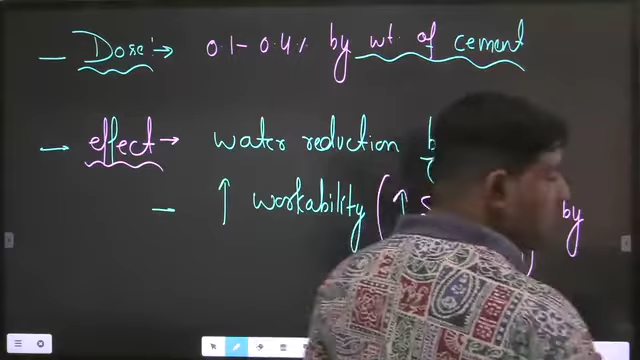 — Dose:→ 0.1-0.4% by wt. of cement
— effect→ water reduction
— ↑ workability (↑ by